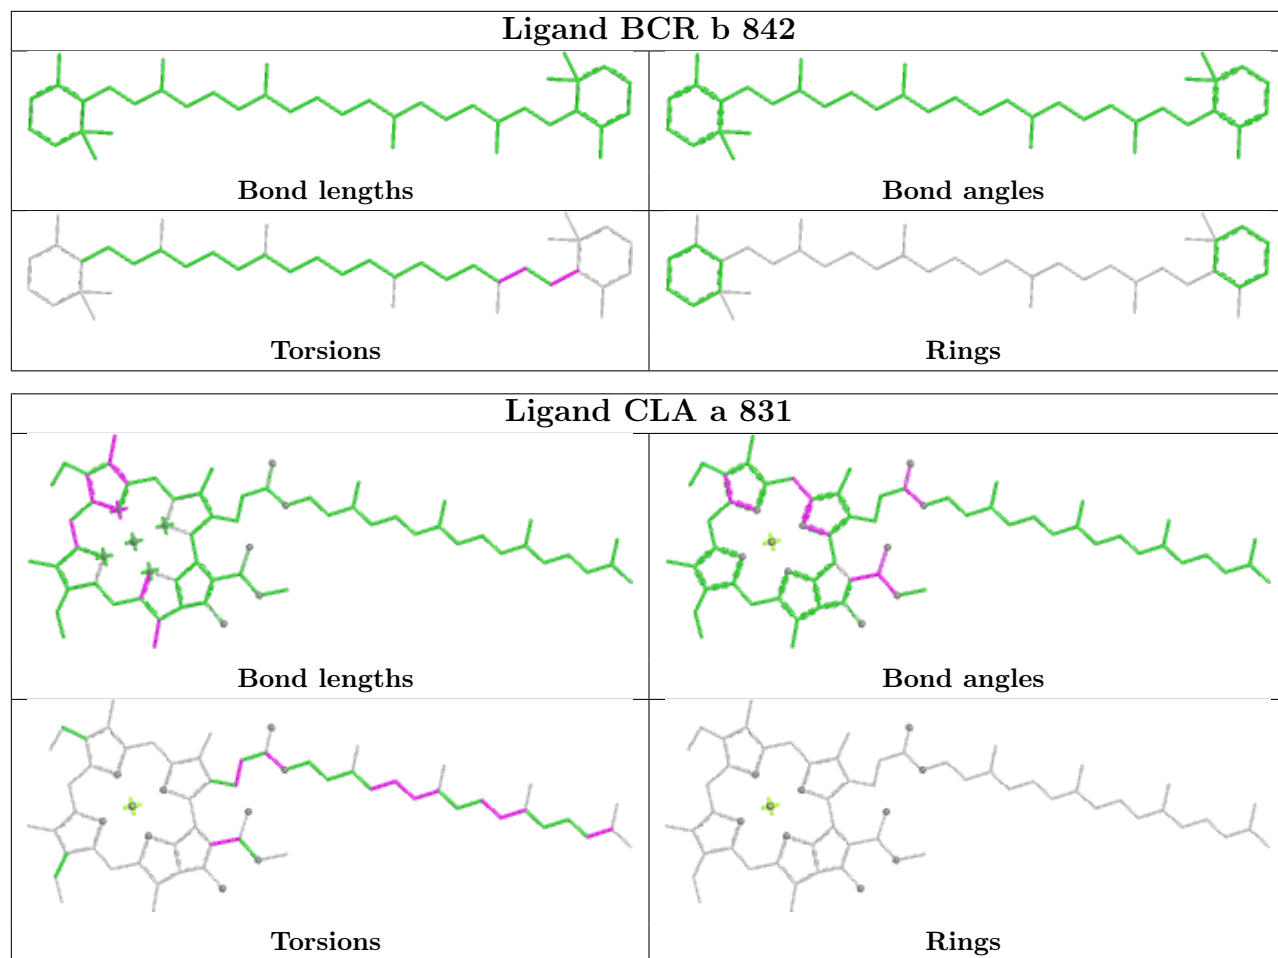 Ligand BCR b 842
Bond lengths
Bond angles
Torsions
Rings
Ligand CLA a 831
Bond lengths
Bond angles
Torsions
Rings